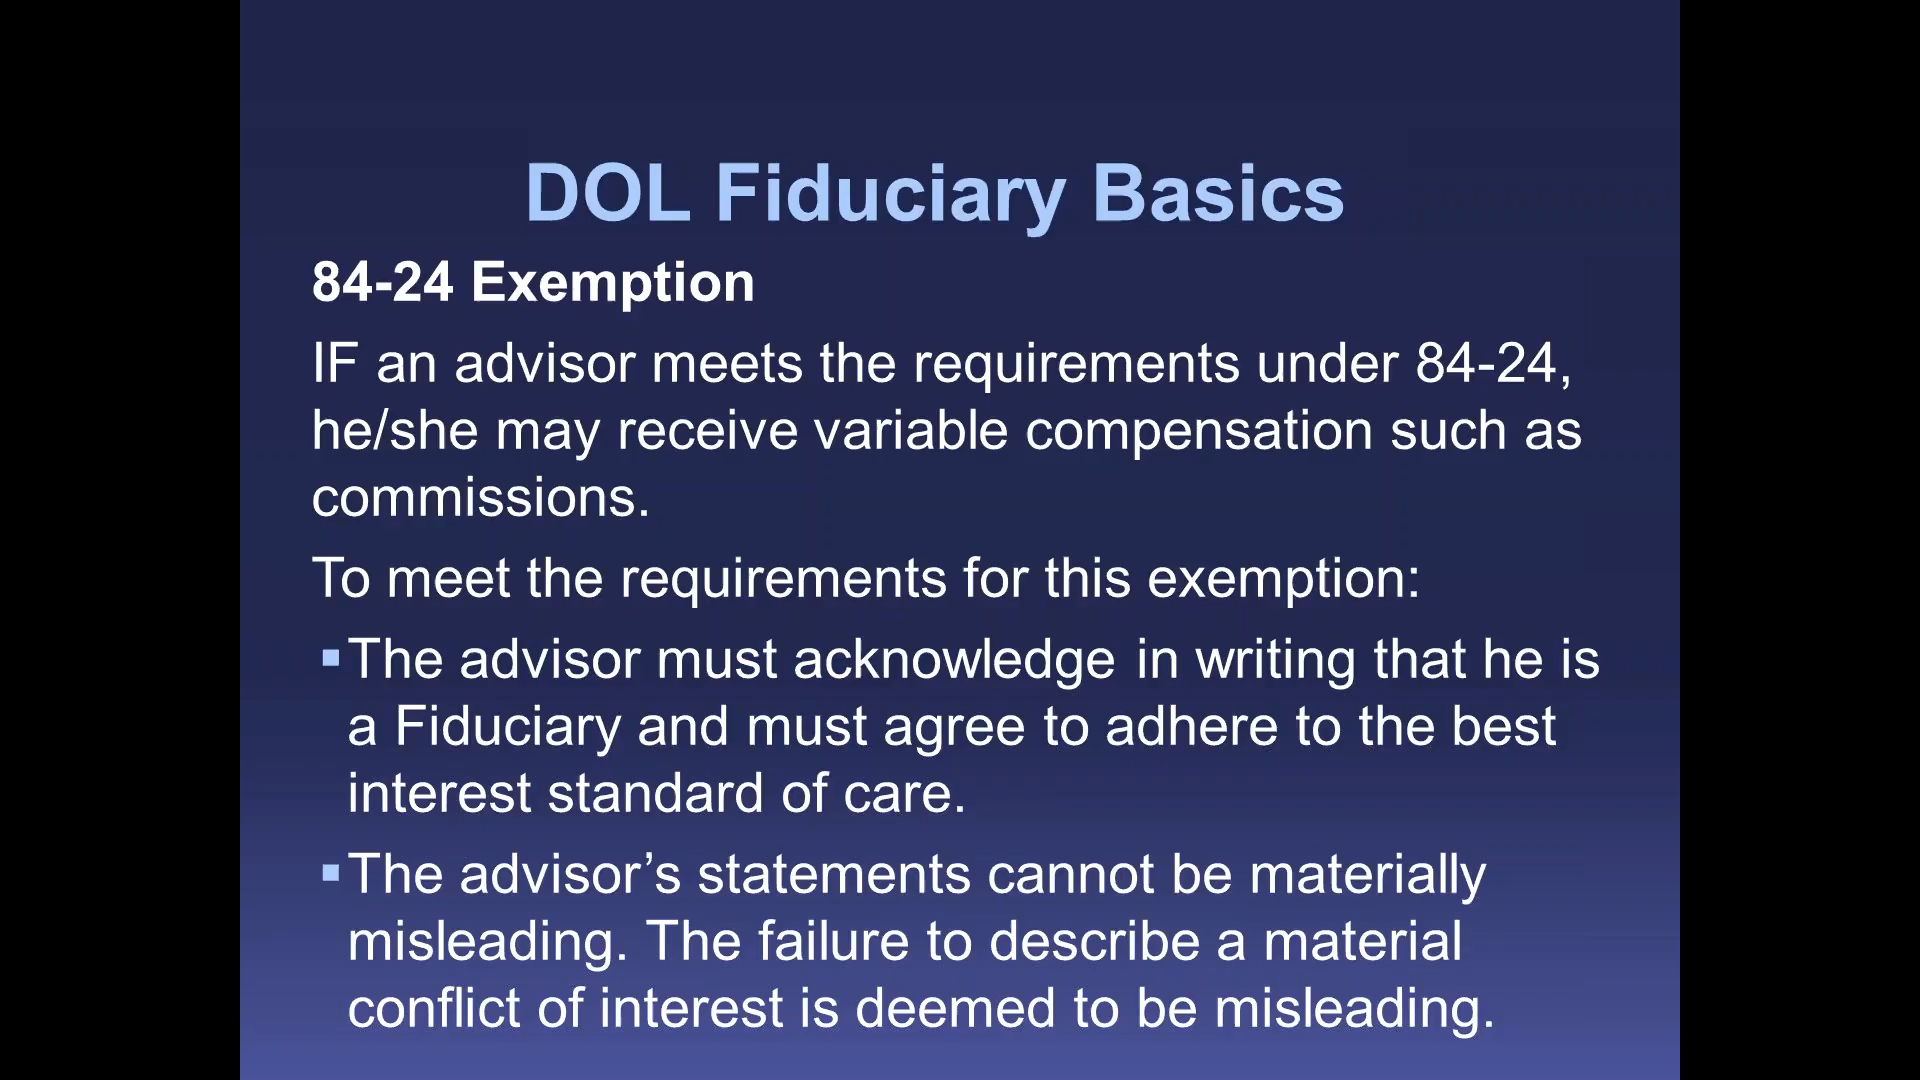 DOL Fiduciary Basics
84-24 Exemption
IF an advisor meets the requirements under 84-24,
he/she may receive variable compensation such as
commissions.
To meet the requirements for this exemption:
▪The advisor must acknowledge in writing that he is
a Fiduciary and must agree to adhere to the best
interest standard of care.
▪The advisor’s statements cannot be materially
misleading. The failure to describe a material
conflict of interest is deemed to be misleading.